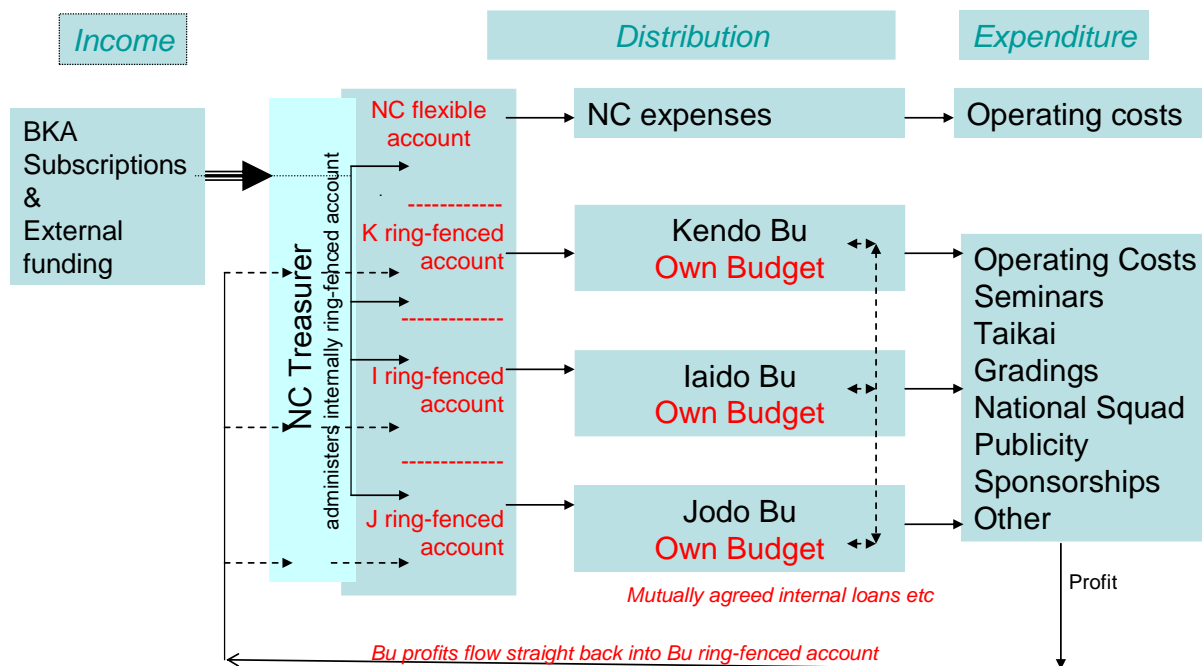 Income
Distribution
Expenditure
BKA
Subscriptions
&
External
funding
NC Treasurer
administers internally ring-fenced account
NC flexible
account
K ring-fenced
account
I ring-fenced
account
J ring-fenced
account
NC expenses
Operating costs
Kendo Bu
Own Budget
Iaido Bu
Own Budget
Jodo Bu
Own Budget
Mutually agreed internal loans etc
Operating Costs
Seminars
Taikai
Gradings
National Squad
Publicity
Sponsorships
Other
Profit
Bu profits flow straight back into Bu ring-fenced account